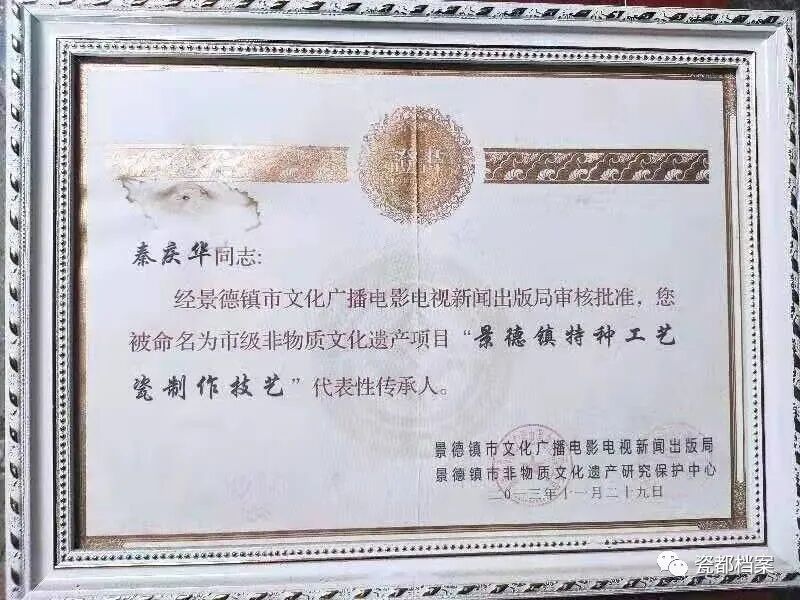 证书
秦庆华同志:
经景德镇市文化广播电影电视新闻出版局审核批准，您
被命名为市级非物质文化遗产项目“景德镇特种工艺
瓷制作技艺”代表性传承人。
景德镇市文化广播电影电视新闻出版局
景德镇市非物质文化遗产研究保护中心
二〇一三年十一月二十九日
瓷都档案